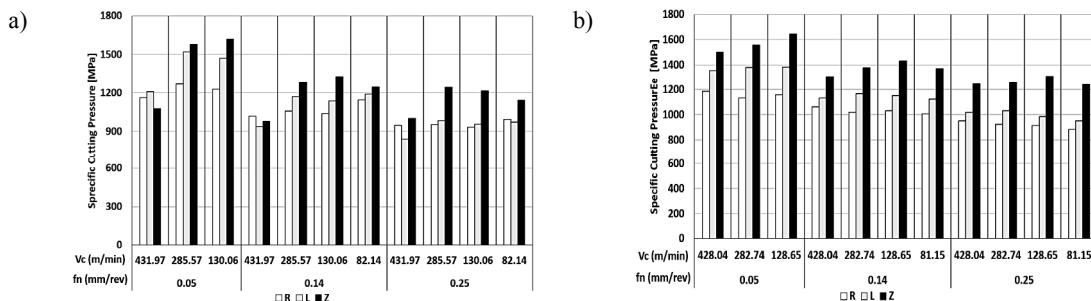 a)
Sprecific Cutting Pressure [MPa]
1800
1500
1200
900
600
300
0
Vc (m/min) 431.97 285.57 130.06 431.97 285.57 130.06 82.14 431.97 285.57 130.06 82.14
fn (mm/rev) 0.05 0.14 0.25
R L Z
b)
Specific Cutting PressurEe [MPa]
1800
1600
1400
1200
1000
800
600
400
200
0
Vc (m/min) 428.04 282.74 128.65 428.04 282.74 128.65 81.15 428.04 282.74 128.65 81.15
fn (mm/rev) 0.05 0.14 0.25
R L Z